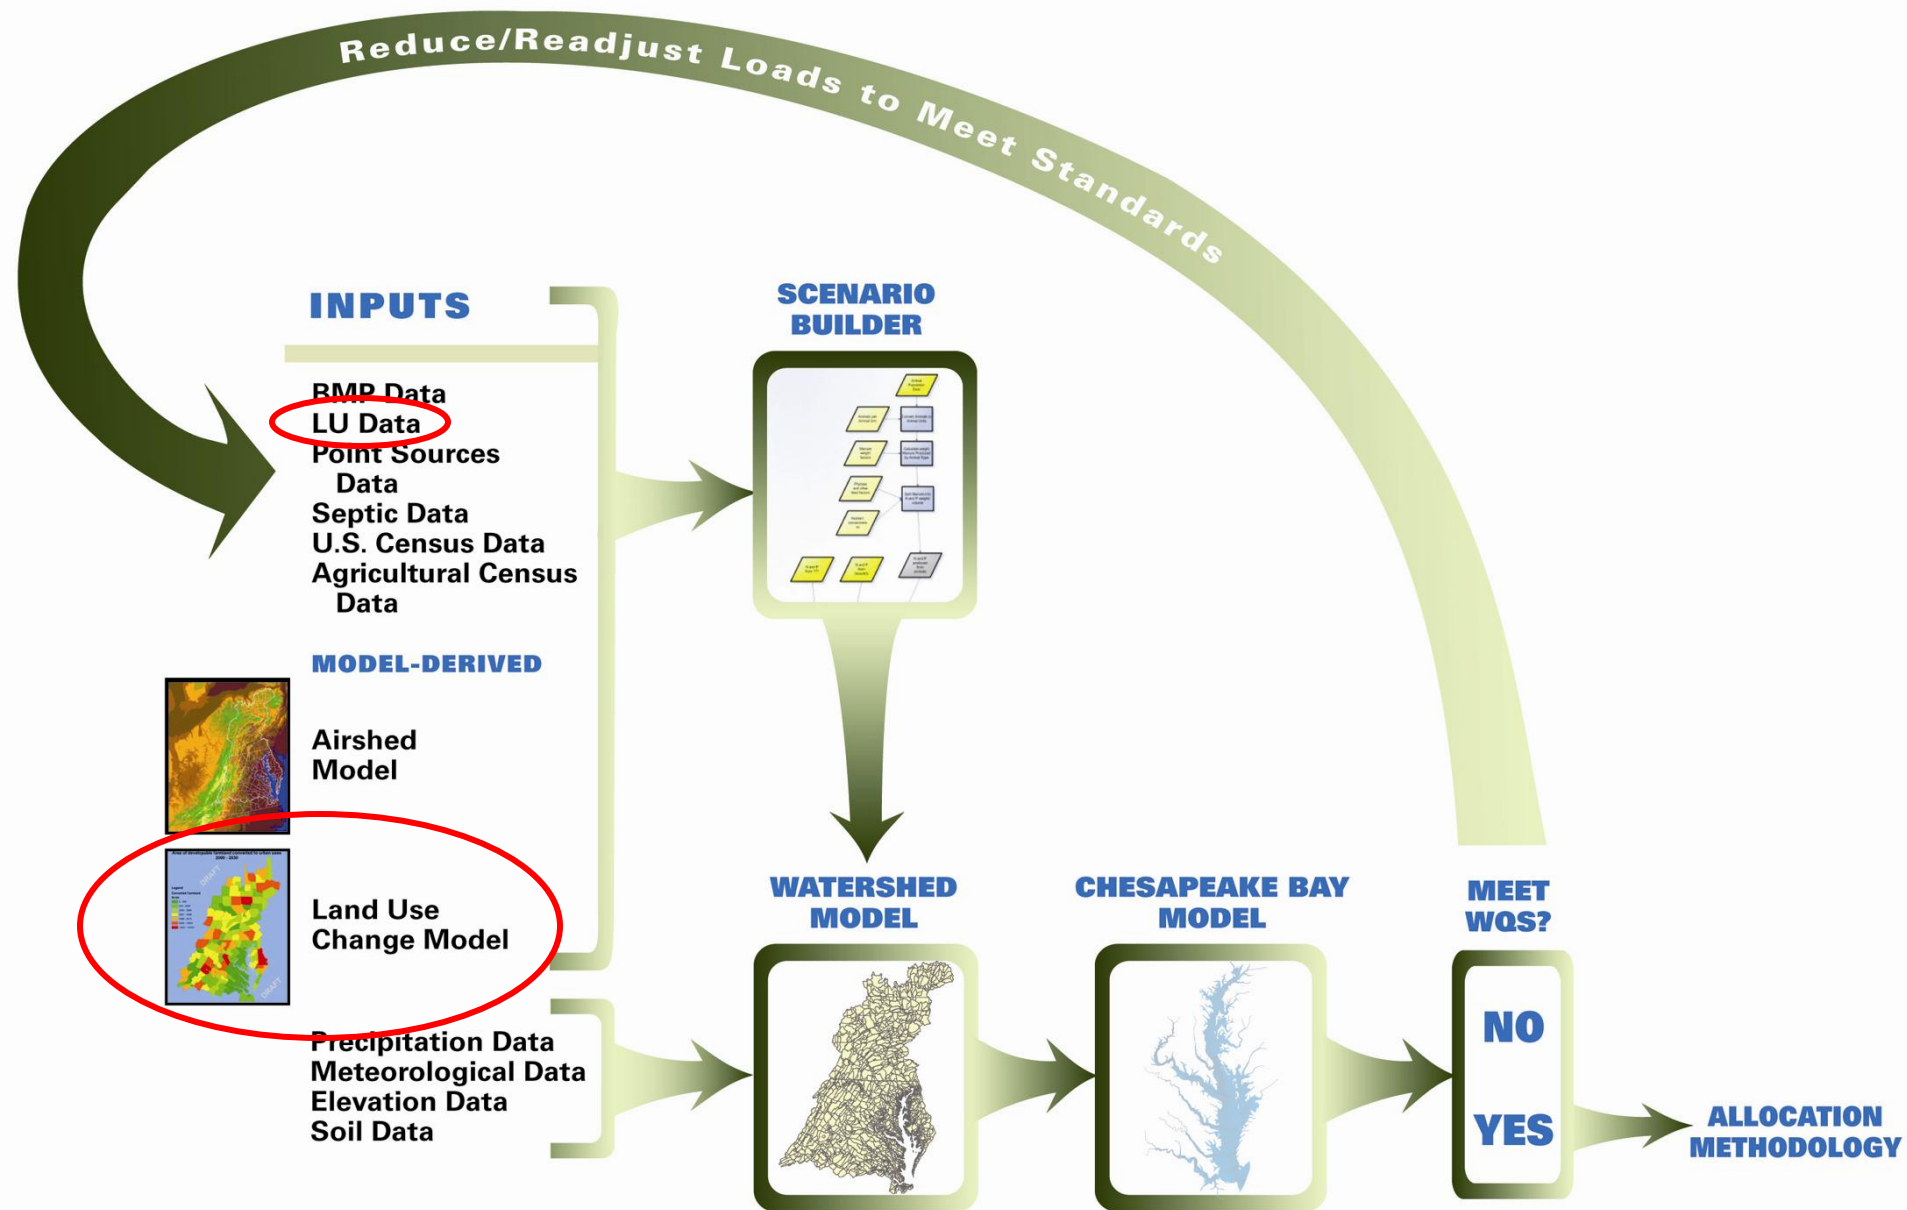 Reduce/Readjust Loads to Meet Standards
INPUTS
BMP Data
LU Data
Point Sources
Data
Septic Data
U.S. Census Data
Agricultural Census
Data
MODEL-DERIVED
Airshed
Model
Land Use
Change Model
DRAFT
DRAFT
Precipitation Data
Meteorological Data
Elevation Data
Soil Data
SCENARIO
BUILDER
WATERSHED
MODEL
CHESAPEAKE BAY
MODEL
MEET
WQS?
NO
YES
ALLOCATION
METHODOLOGY